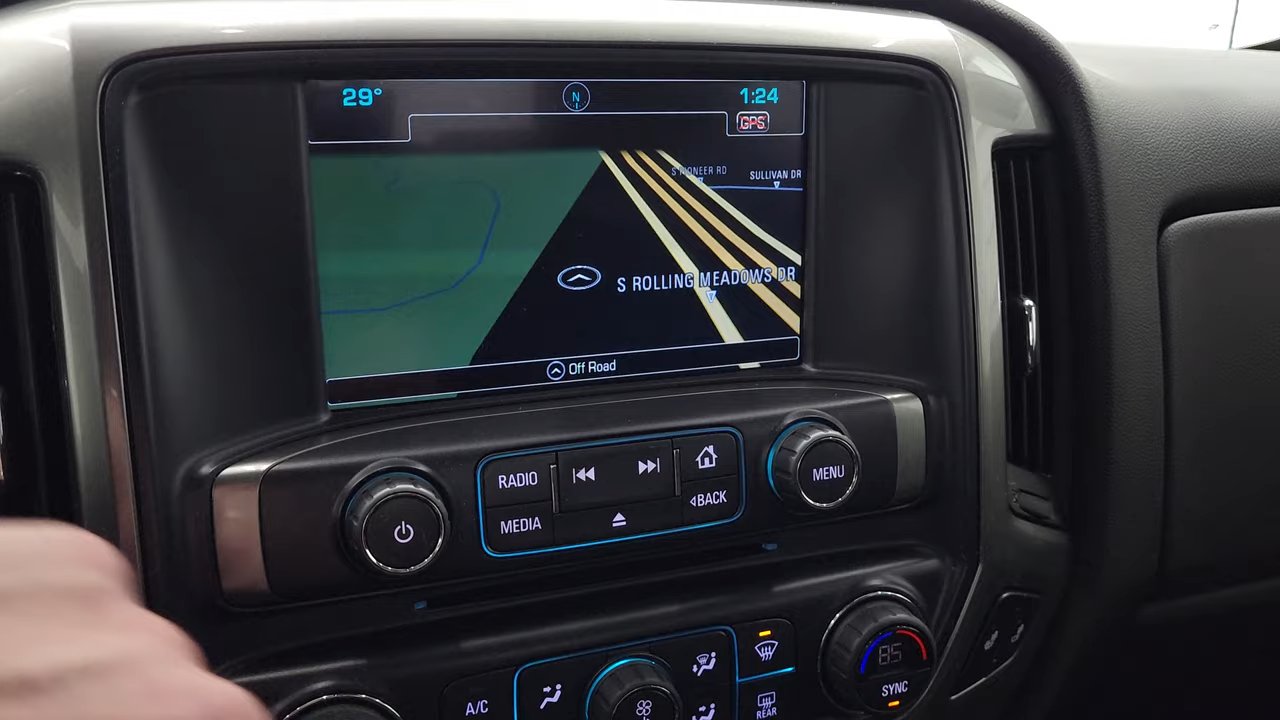 29°
N
1:24
GPS
S PIONEER RD
SULLIVAN DR
S ROLLING MEADOWS DR
Off Road
RADIO
MEDIA
BACK
MENU
A/C
REAR
85
SYNC